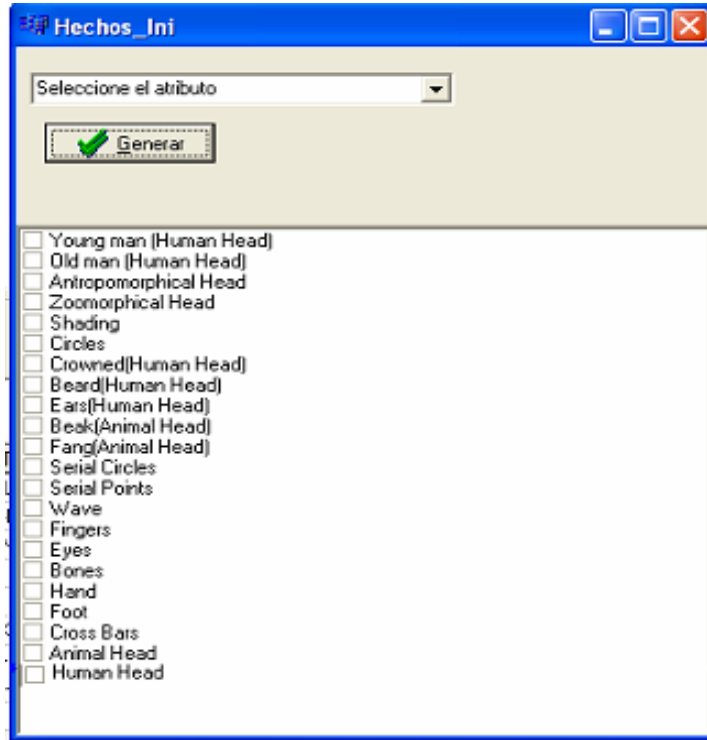 Hechos_Ini
Seleccione el atributo
Generar
Young man (Human Head)
Old man (Human Head)
Antropomorphical Head
Zoomorphical Head
Shading
Circles
Crowned(Human Head)
Beard(Human Head)
Ears(Human Head)
Beak(Animal Head)
Fang(Animal Head)
Serial Circles
Serial Points
Wave
Fingers
Eyes
Bones
Hand
Foot
Cross Bars
Animal Head
Human Head